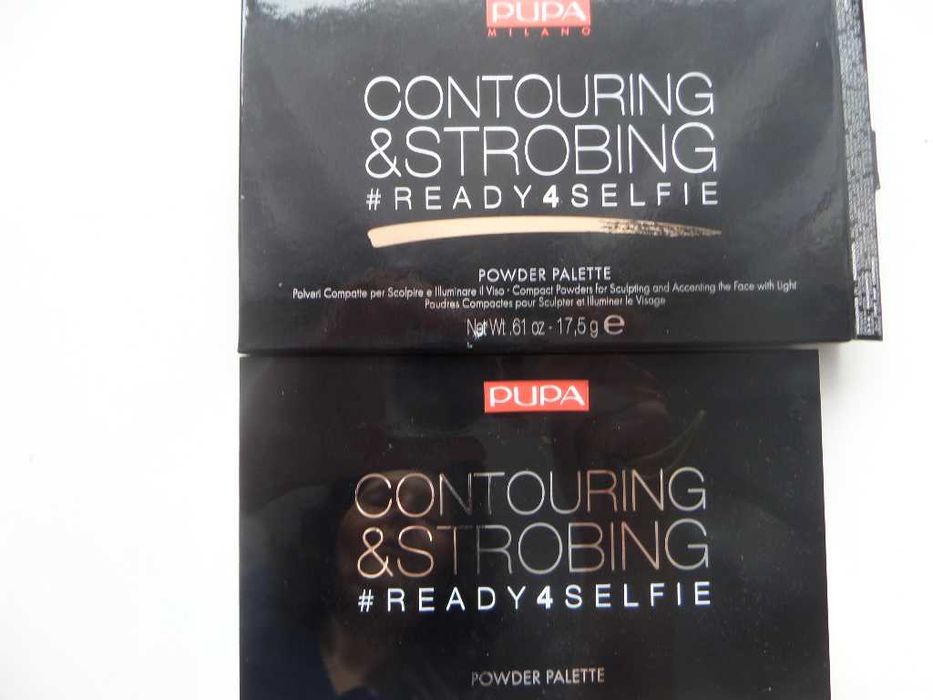 PUPA
MILANO
CONTOURING
&STROBING
#READY4SELFIE
POWDER PALETTE
Polveri Compatte per Scolpire e Illuminare il Viso · Compact Powders for Sculpting and Accenting the Face with Light
Poudres Compactes pour Sculpter et Illuminer le Visage
Net Wt .61 oz - 17,5 g e
PUPA
CONTOURING
&STROBING
#READY4SELFIE
POWDER PALETTE